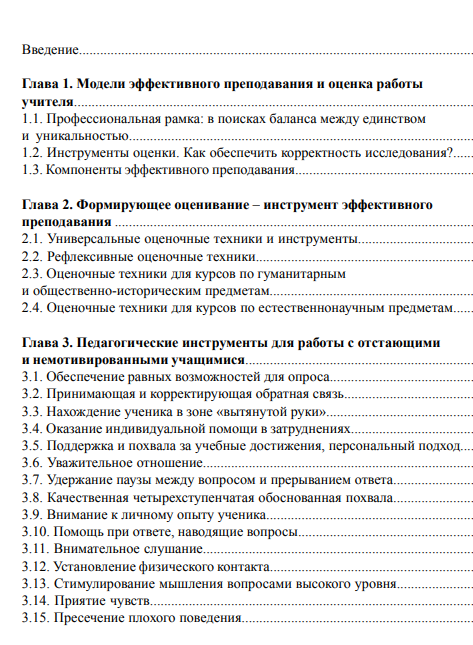 Введение...............................................................................................
Глава 1. Модели эффективного преподавания и оценка работы
учителя................................................................................................
1.1. Профессиональная рамка: в поисках баланса между единством
и уникальностью.....................................................................................
1.2. Инструменты оценки. Как обеспечить корректность исследования?......
1.3. Компоненты эффективного преподавания.............................................
Глава 2. Формирующее оценивание – инструмент эффективного
преподавания .........................................................................................
2.1. Универсальные оценочные техники и инструменты..............................
2.2. Рефлексивные оценочные техники.......................................................
2.3. Оценочные техники для курсов по гуманитарным
и общественно-историческим предметам...................................................
2.4. Оценочные техники для курсов по естественнонаучным предметам......
Глава 3. Педагогические инструменты для работы с отстающими
и немотивированными учащимися..........................................................
3.1. Обеспечение равных возможностей для опроса.....................................
3.2. Принимающая и корректирующая обратная связь.................................
3.3. Нахождение ученика в зоне «вытянутой руки»......................................
3.4. Оказание индивидуальной помощи в затруднениях...............................
3.5. Поддержка и похвала за учебные достижения, персональный подход....
3.6. Уважительное отношение....................................................................
3.7. Удержание паузы между вопросом и прерыванием ответа.....................
3.8. Качественная четырехступенчатая обоснованная похвала.....................
3.9. Внимание к личному опыту ученика....................................................
3.10. Помощь при ответе, наводящие вопросы............................................
3.11. Внимательное слушание....................................................................
3.12. Установление физического контакта...................................................
3.13. Стимулирование мышления вопросами высокого уровня....................
3.14. Приятие чувств..................................................................................
3.15. Пресечение плохого поведения...........................................................